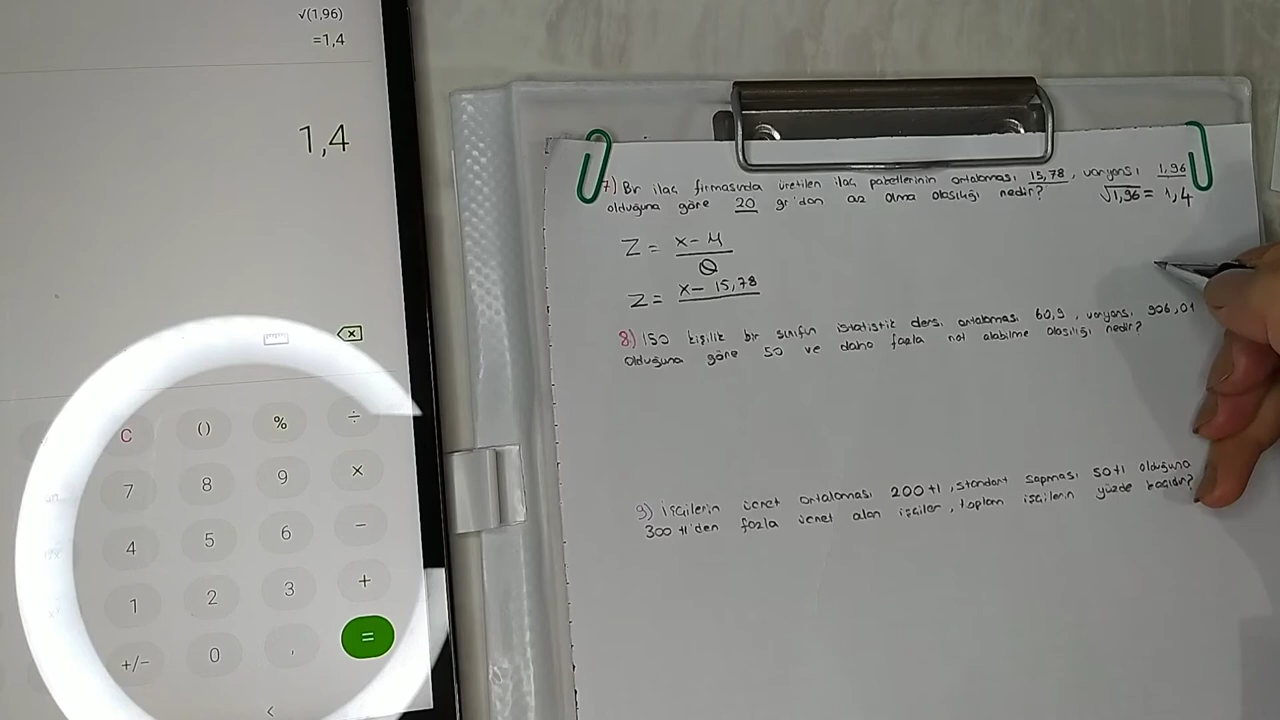 √(1,96)
=1,4
1,4
C
()
%
÷
7
8
9
×
4
5
6
−
1
2
3
+
+/−
0
,
=
7) Bir ilaç firmasında üretilen ilaç paketlerinin ortalaması 15,78, varyansı 1,96
olduğuna göre 20 gr'dan az olma olasılığı nedir? √1,96 = 1,4
Z = x-M
Θ
Z = x- 15,78
8.) 150 kişilik bir sınıfın istatistik dersi ortalaması 60,9, varyansı 906,01
olduğuna göre 50 ve daha fazla not alabilme olasılığı nedir?
9) İşçilerin ücret ortalaması 200 tl, standart sapması 50 tl olduğuna
300 tl'den fazla ücret alan işçiler, toplam işçilerin yüzde kaçıdır?